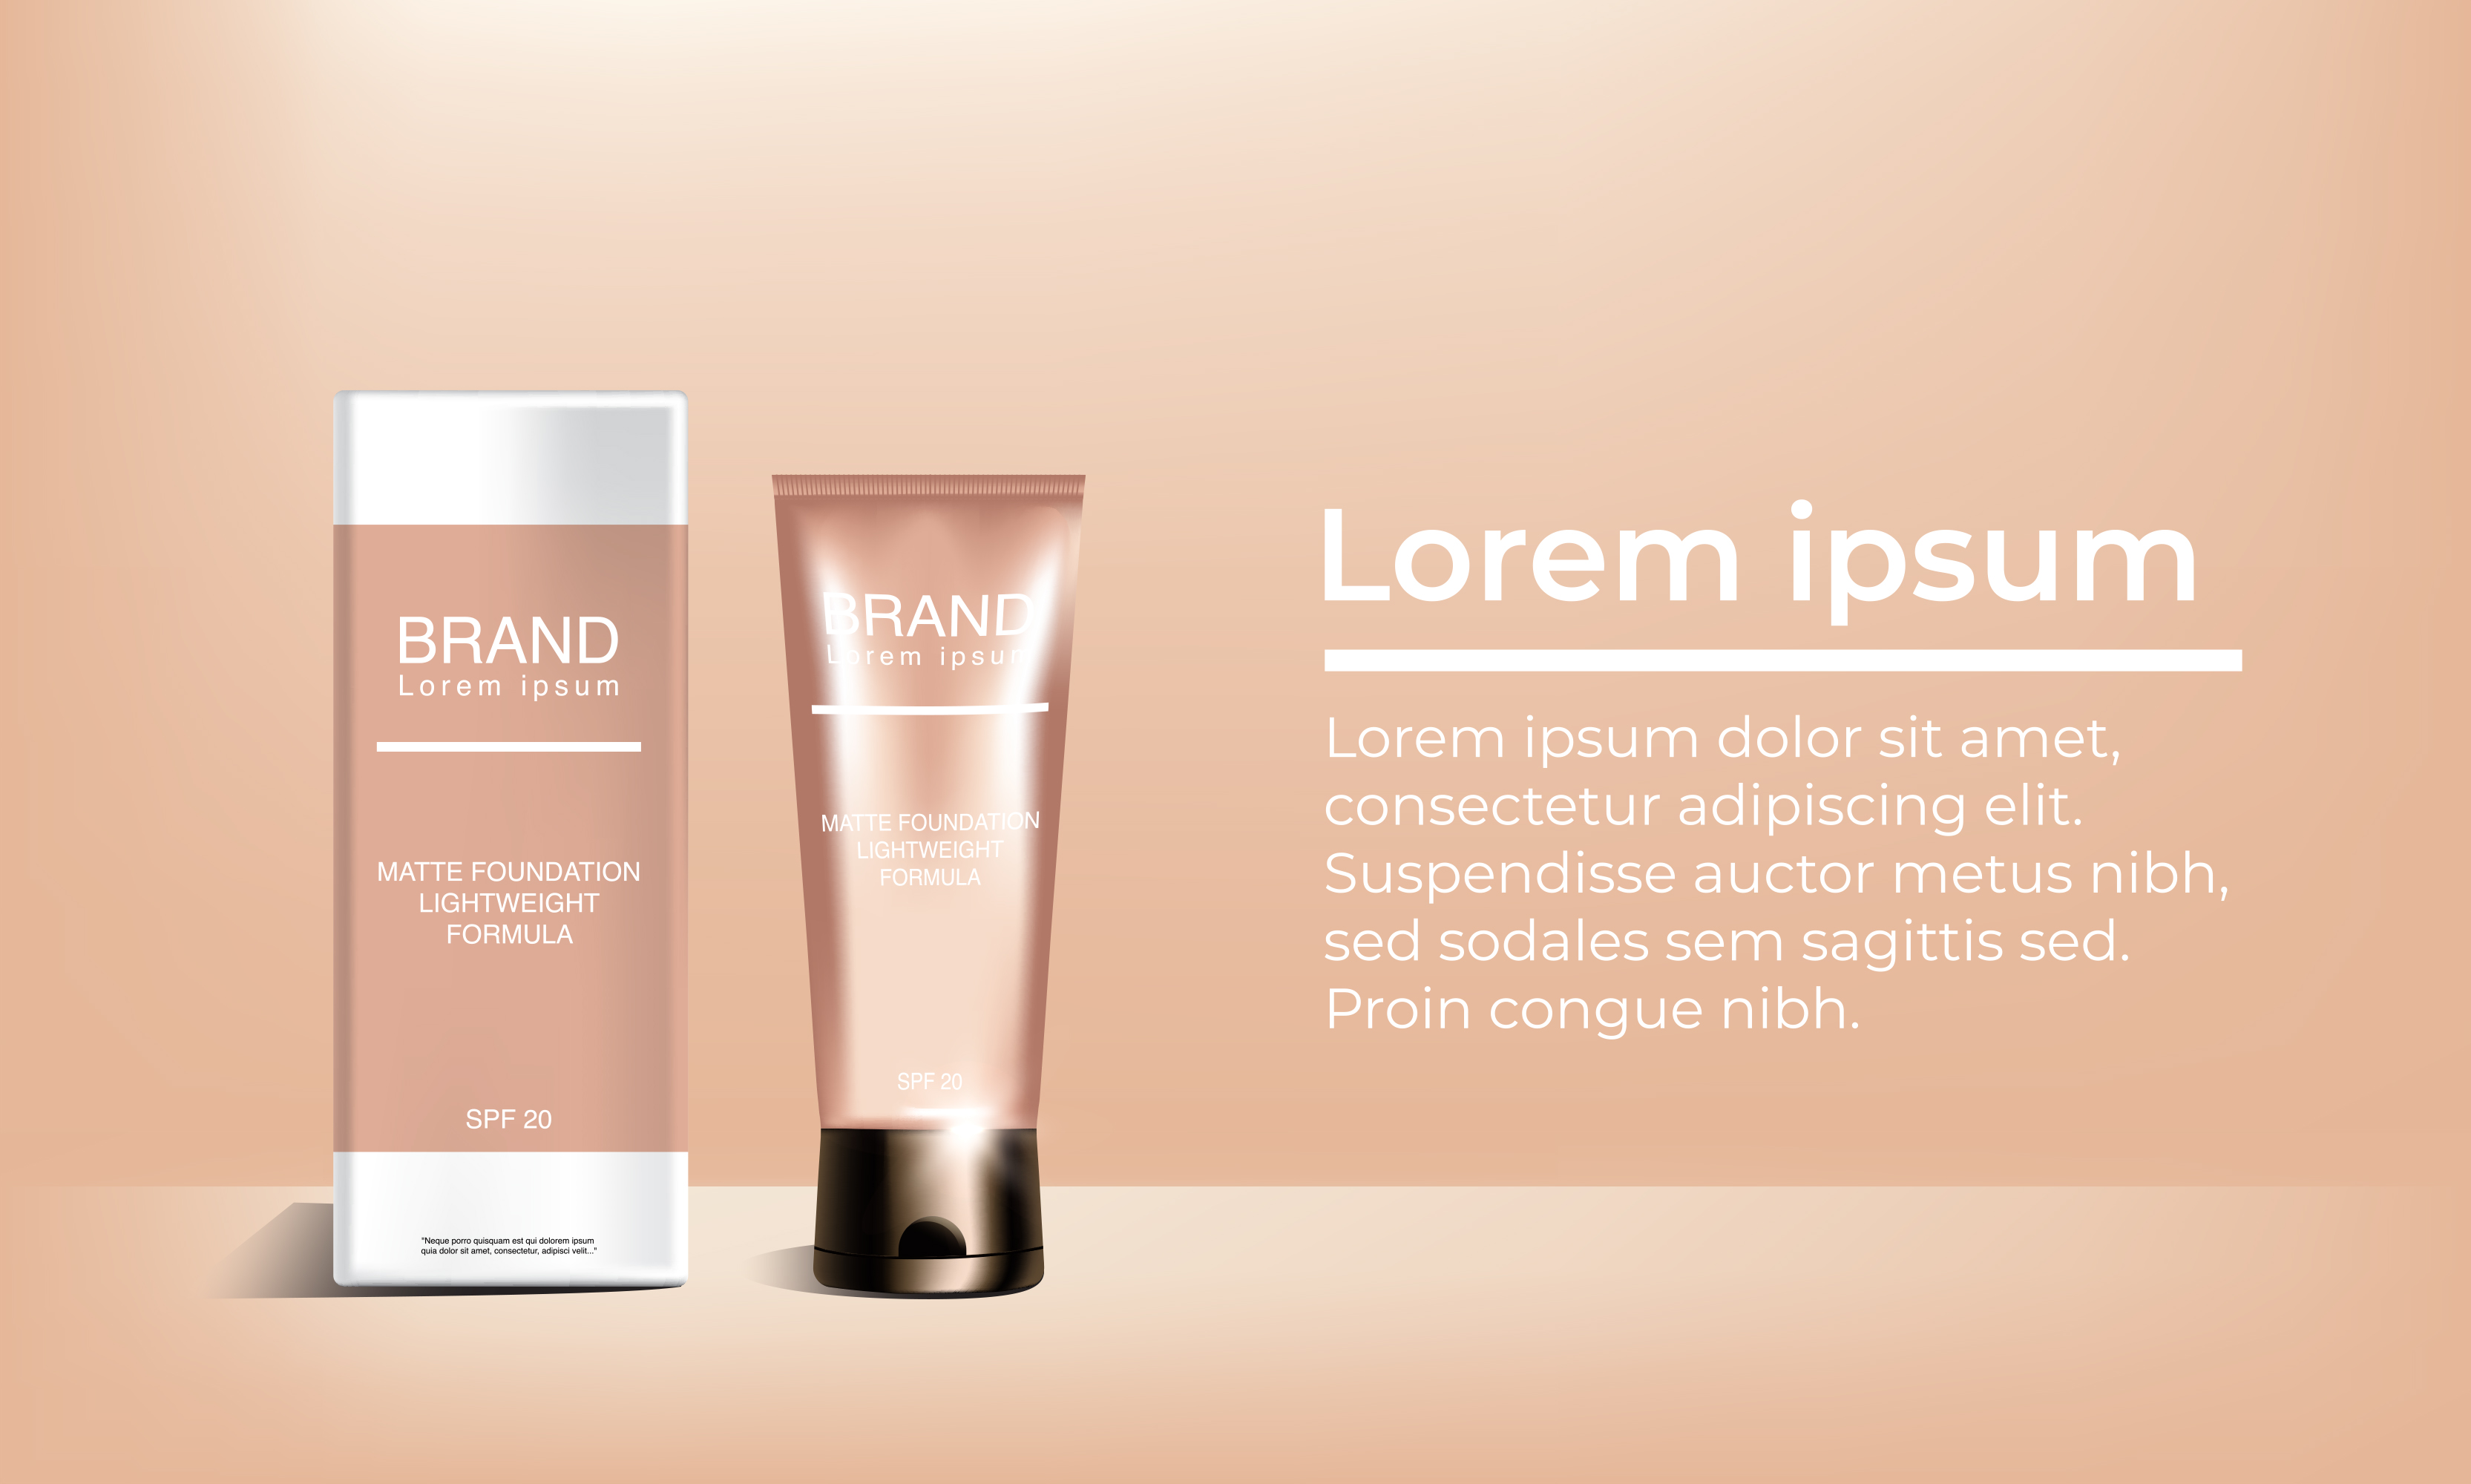 BRAND
Lorem ipsum
MATTE FOUNDATION
LIGHTWEIGHT
FORMULA
SPF 20
"Neque porro quisquam est qui dolorem ipsum
quia dolor sit amet, consectetur, adipisci velit..."
BRAND
Lorem ipsum
MATTE FOUNDATION
LIGHTWEIGHT
FORMULA
SPF 20
Lorem ipsum
Lorem ipsum dolor sit amet,
consectetur adipiscing elit.
Suspendisse auctor metus nibh,
sed sodales sem sagittis sed.
Proin congue nibh.